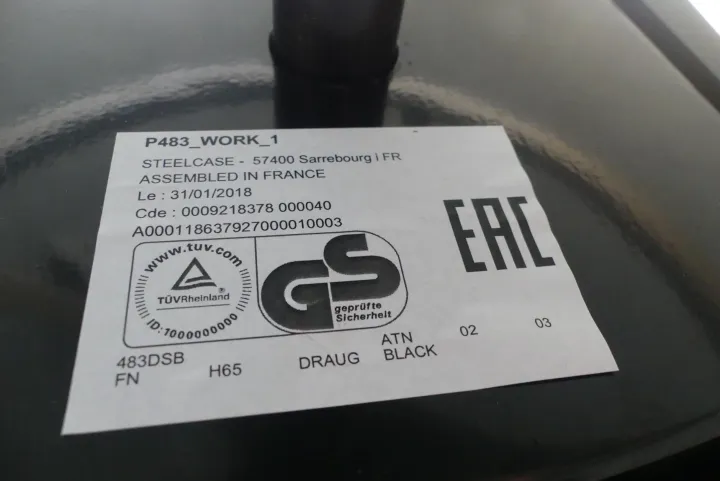 P483_WORK_1
STEELCASE - 57400 Sarrebourg | FR
ASSEMBLED IN FRANCE
Le : 31/01/2018
Cde : 0009218378 000040
A000118637927000010003
www.tuv.com
TÜVRheinland®
ID:1000000000
GS
geprüfte
Sicherheit
EAC
483DSB H65 DRAUG ATN 02 03
FN BLACK